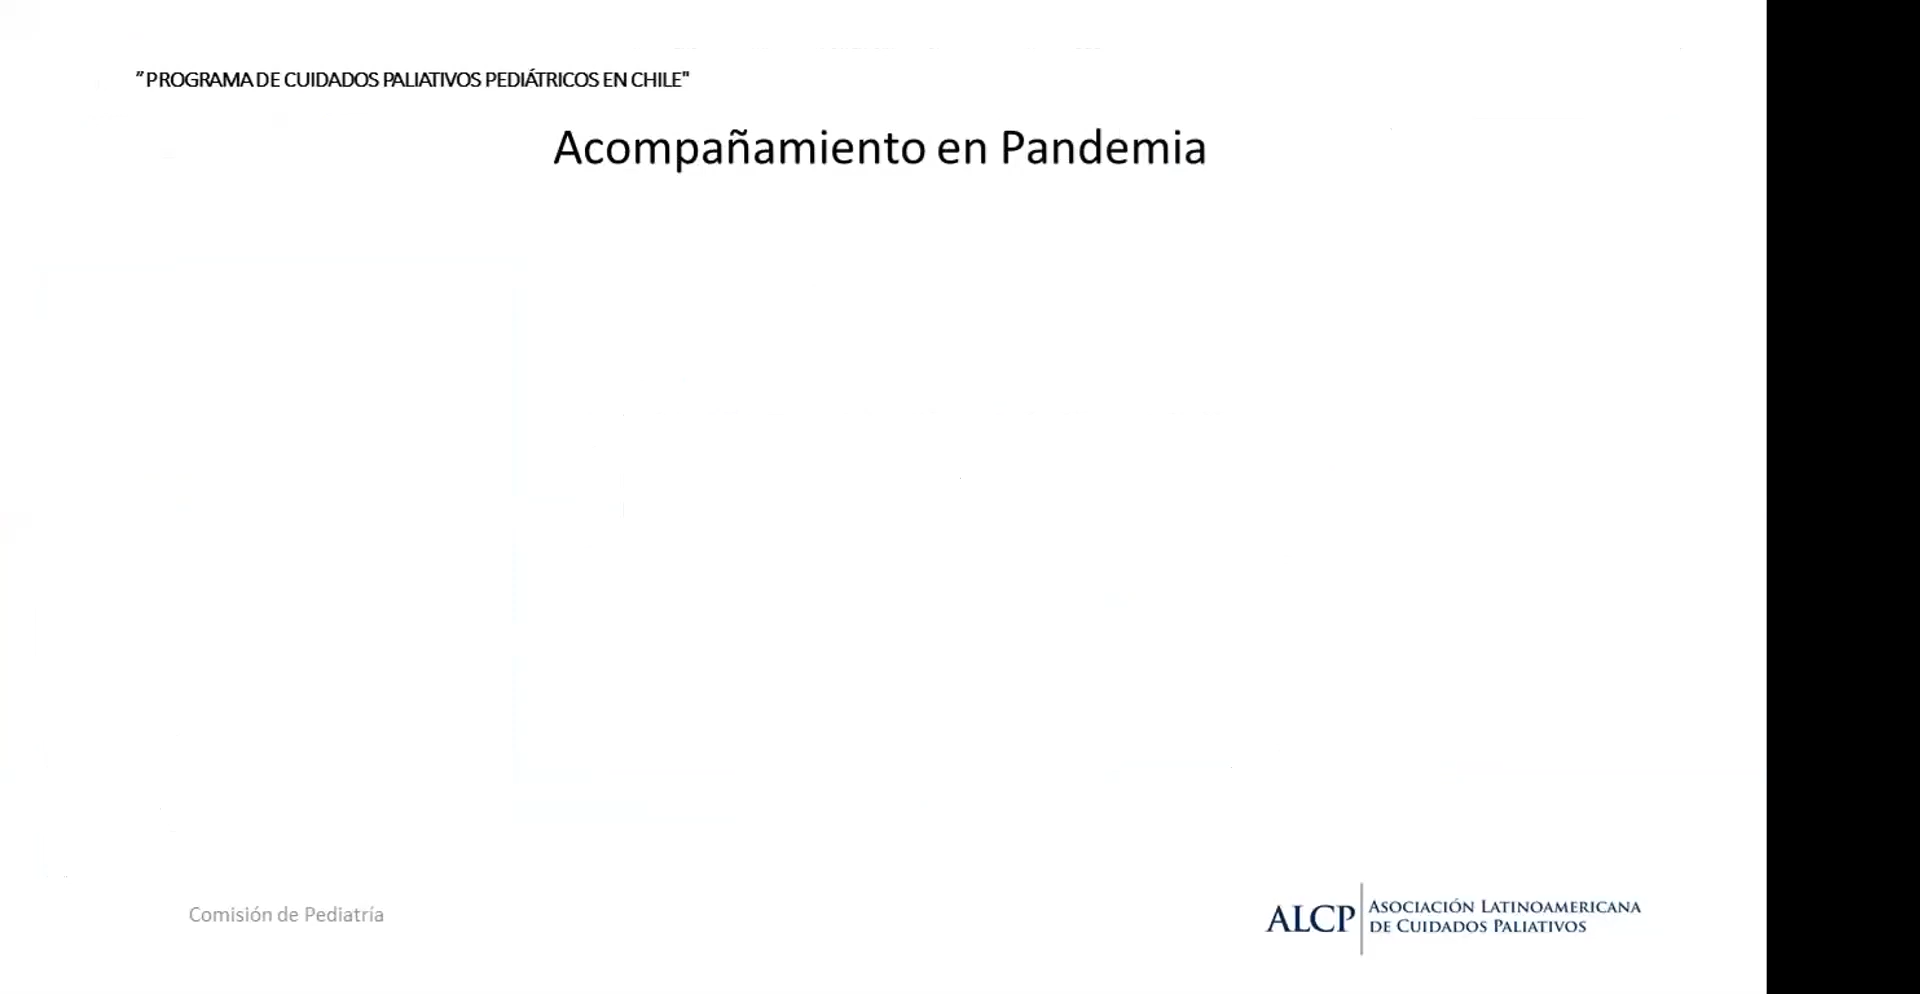 "PROGRAMA DE CUIDADOS PALIATIVOS PEDIÁTRICOS EN CHILE"
Acompañamiento en Pandemia
Comisión de Pediatría
ALCP
ASOCIACIÓN LATINOAMERICANA
DE CUIDADOS PALIATIVOS